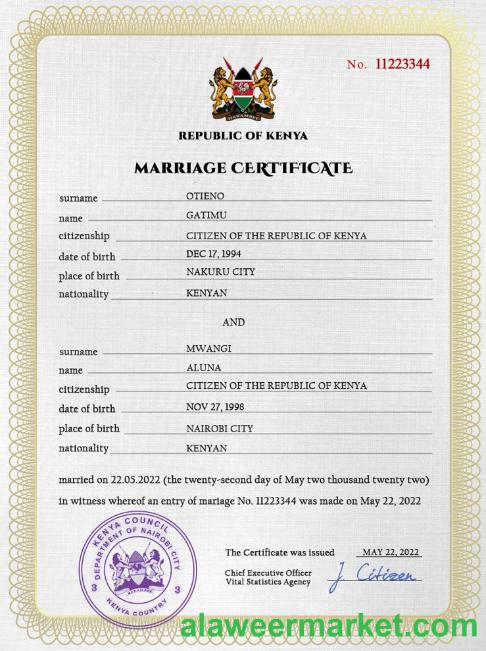 No. 11223344
HARAMBEE
REPUBLIC OF KENYA
MARRIAGE CERTIFICATE
surname OTIENO
name GATIMU
citizenship CITIZEN OF THE REPUBLIC OF KENYA
date of birth DEC 17, 1994
place of birth NAKURU CITY
nationality KENYAN
AND
surname MWANGI
name ALUNA
citizenship CITIZEN OF THE REPUBLIC OF KENYA
date of birth NOV 27, 1998
place of birth NAIROBI CITY
nationality KENYAN
married on 22.05.2022 (the twenty-second day of May two thousand twenty two)
in witness whereof an entry of mariage No. 11223344 was made on May 22, 2022
KENYA COUNCIL
DEPARTMENT OF NAIROBI CITY
3 HARAMBEE 3
KENYA COUNTRY
The Certificate was issued MAY 22, 2022
Chief Executive Officer
Vital Statistics Agency
J. Citizen
alaweermarket.com